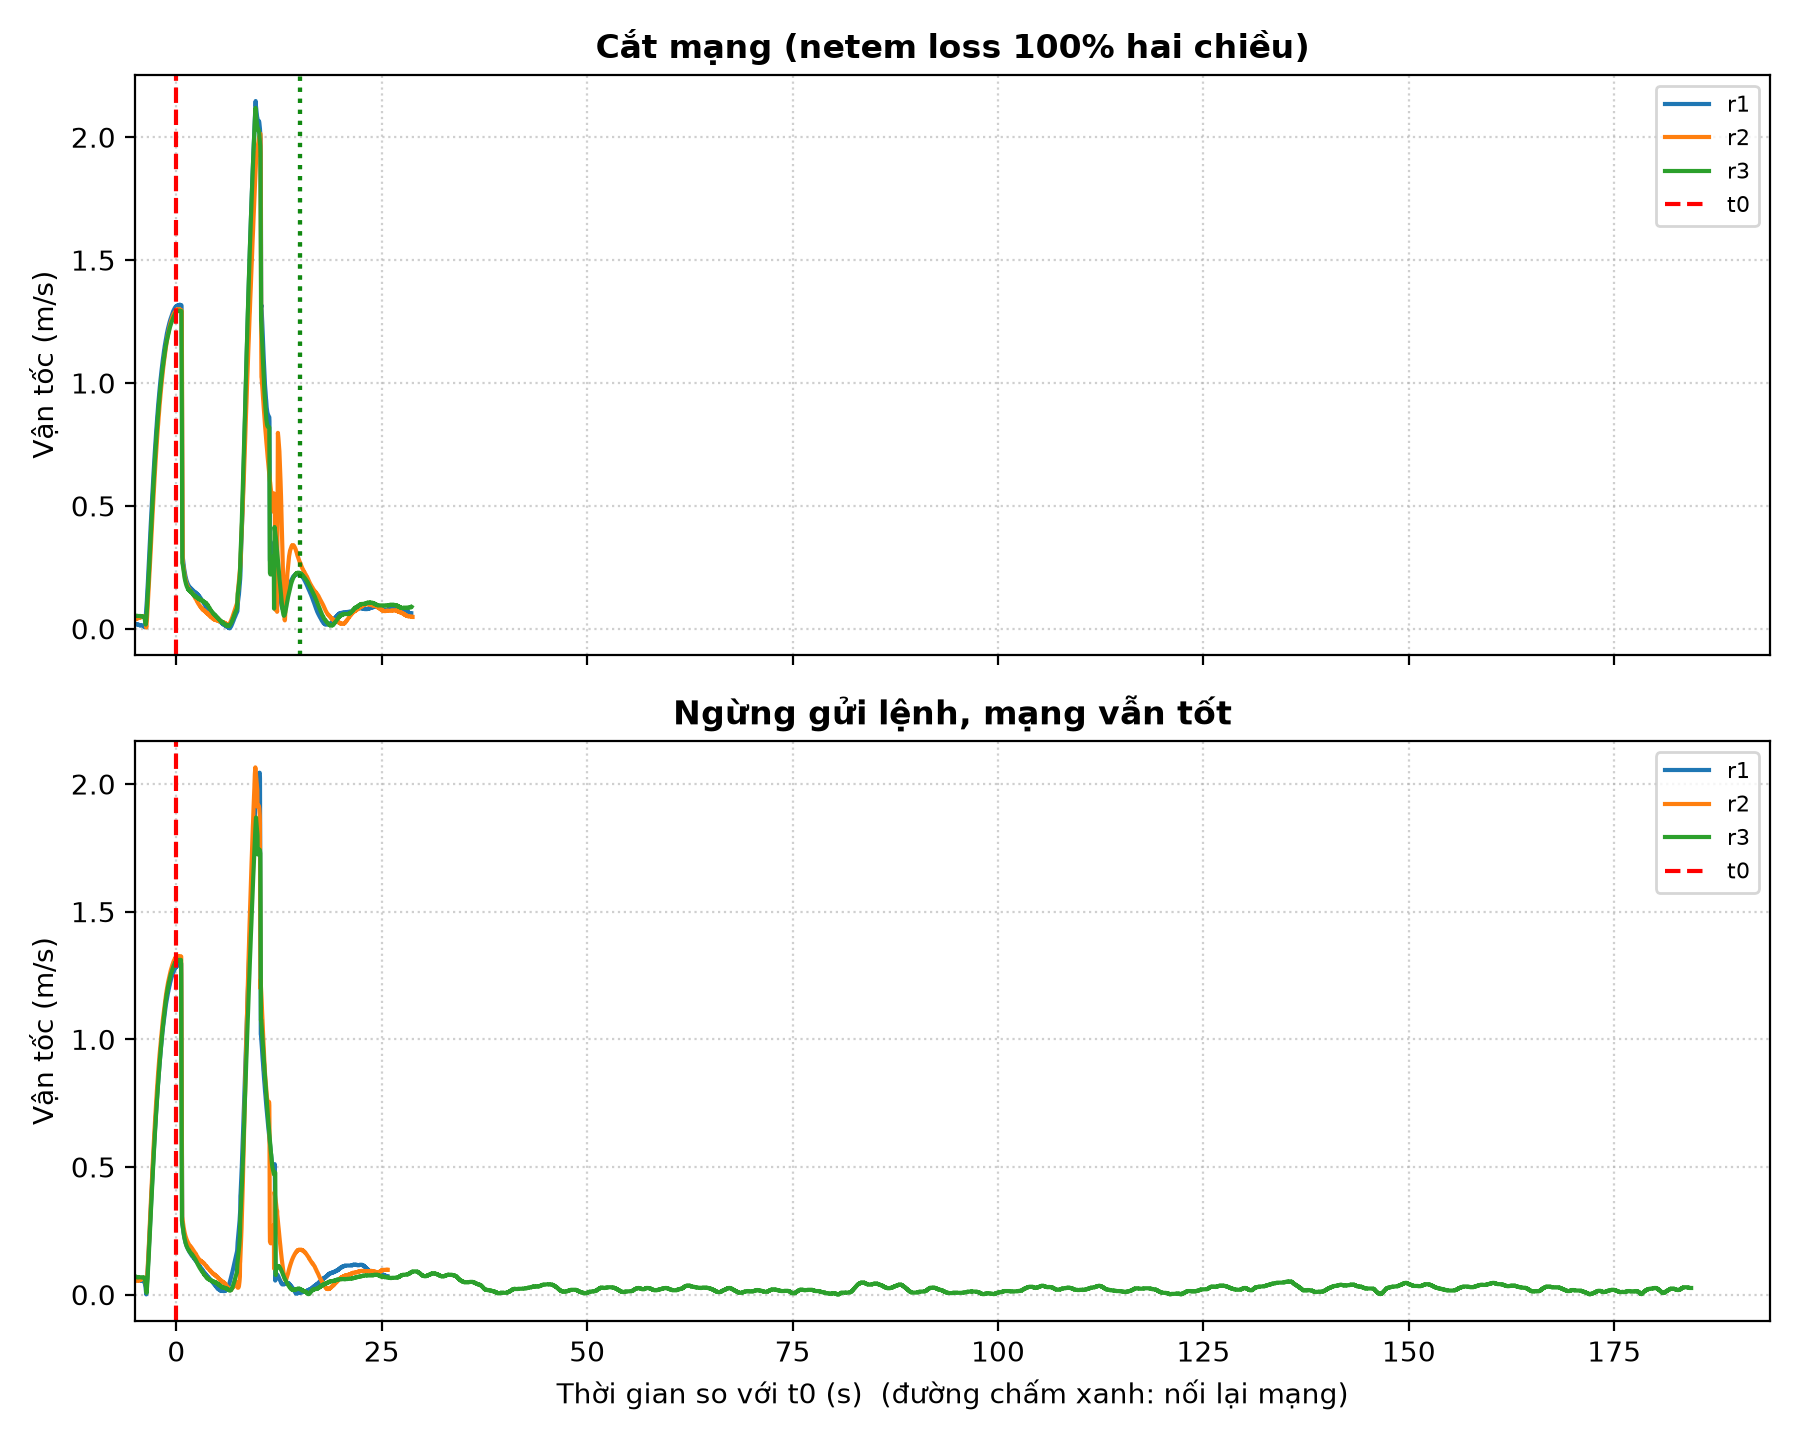 Cắt mạng (netem loss 100% hai chiều)
Vận tốc (m/s)
2.0
1.5
1.0
0.5
0.0
r1
r2
r3
t0
Ngừng gửi lệnh, mạng vẫn tốt
Vận tốc (m/s)
2.0
1.5
1.0
0.5
0.0
r1
r2
r3
t0
0 25 50 75 100 125 150 175
Thời gian so với t0 (s) (đường chấm xanh: nối lại mạng)